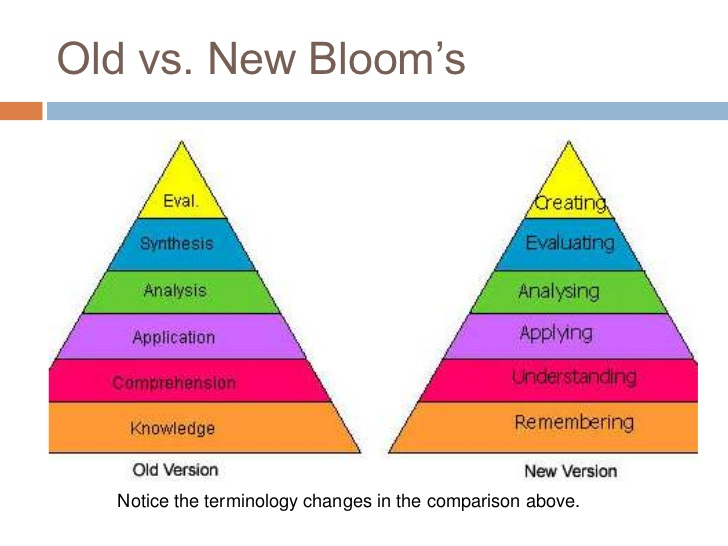 Old vs. New Bloom's
Eval.
Synthesis
Analysis
Application
Comprehension
Knowledge
Old Version
Creating
Evaluating
Analysing
Applying
Understanding
Remembering
New Version
Notice the terminology changes in the comparison above.